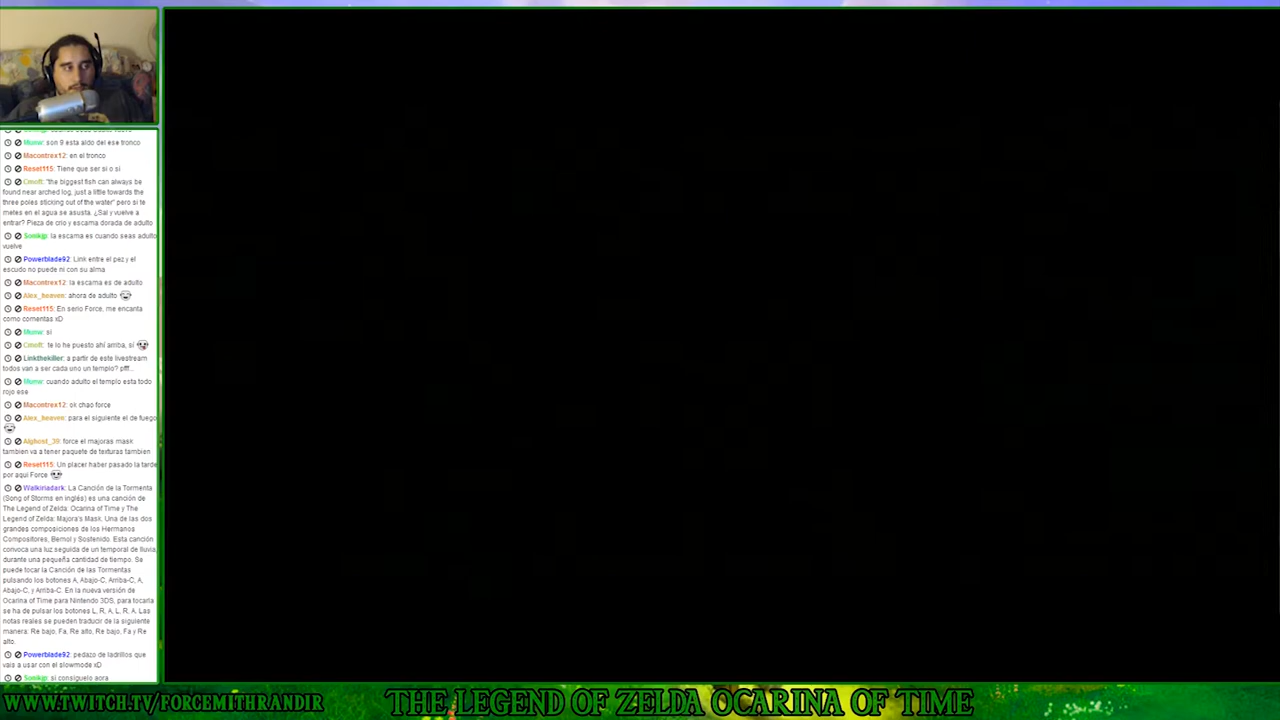 Munw: son 9 esta aldo del ese tronco
Macontrex12: en el tronco
Reset115: Tiene que ser si o si
Cmoft: "the biggest fish can always be
found near arched log, just a little towards the
three poles sticking out of the water" pero si te
metes en el agua se asusta. ¿Sal y vuelve a
entrar? Pieza de crio y escama dorada de adulto
Sonikjp: la escama es cuando seas adulto
vuelve
Powerblade92: Link entre el pez y el
escudo no puede ni con su alma
Macontrex12: la escama es de adulto
Alex_heaven: ahora de adulto
Reset115: En serio Force, me encanta
como comentas xD
Munw: si
Cmoft: te lo he puesto ahí arriba, sí
Linkthekiller: a partir de este livestream
todos van a ser cada uno un templo? pfff..
Munw: cuando adulto el templo esta todo
rojo ese
Macontrex12: ok chao force
Alex_heaven: para el siguiente el de fuego
Alghost_39: force el majoras mask
tambien va a tener paquete de texturas tambien
Reset115: Un placer haber pasado la tarde
por aqui Force
Walkiriadark: La Canción de la Tormenta
(Song of Storms en inglés) es una canción de
The Legend of Zelda: Ocarina of Time y The
Legend of Zelda: Majora's Mask. Una de las dos
grandes composiciones de los Hermanos
Compositores, Bemol y Sostenido. Esta canción
convoca una luz seguida de un temporal de lluvia,
durante una pequeña cantidad de tiempo. Se
puede tocar la Canción de las Tormentas
pulsando los botones A, Abajo-C, Arriba-C, A,
Abajo-C, y Arriba-C. En la nueva versión de
Ocarina of Time para Nintendo 3DS, para tocarla
se ha de pulsar los botones L, R, A, L, R, A. Las
notas reales se pueden traducir de la siguiente
manera: Re bajo, Fa, Re alto, Re bajo, Fa y Re
alto.
Powerblade92: pedazo de ladrillos que
vais a usar con el slowmode xD
Sonikjp: si consiguelo aora
WWW.TWITCH.TV/FORCEMITHRANDIR
THE LEGEND OF ZELDA OCARINA OF TIME